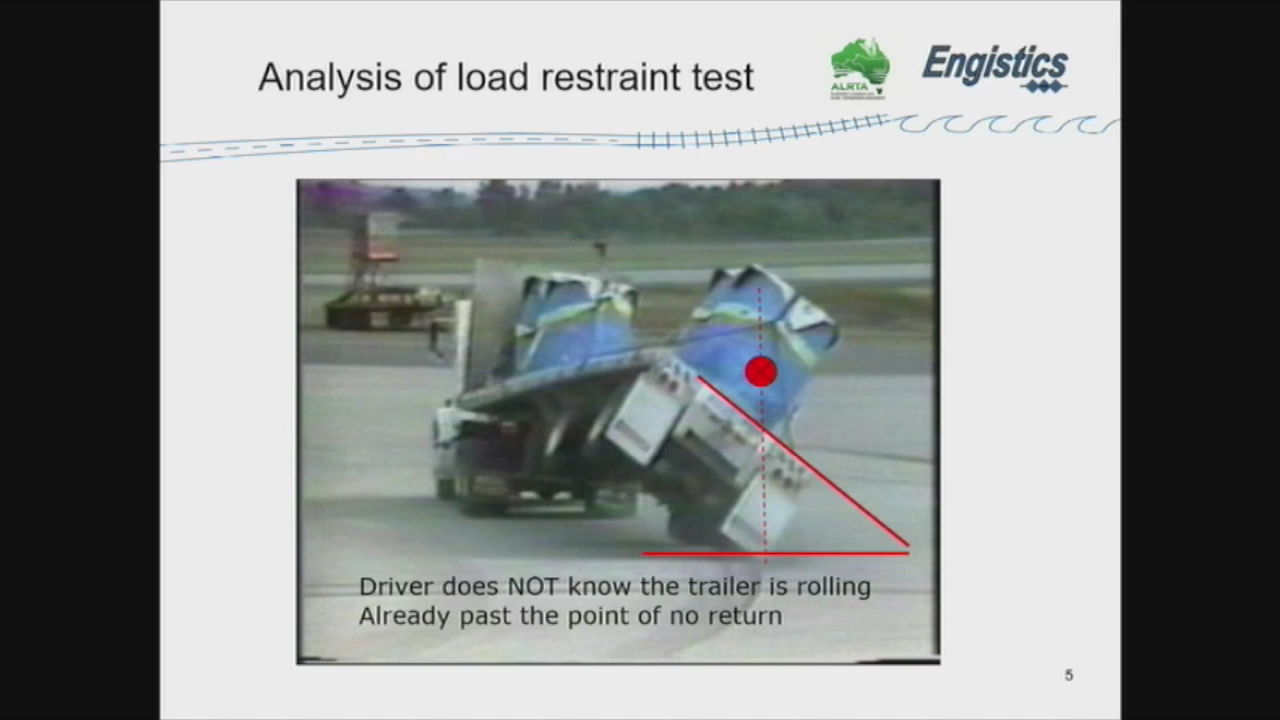 Analysis of load restraint test
ALRTA
Engistics
Driver does NOT know the trailer is rolling
Already past the point of no return
5